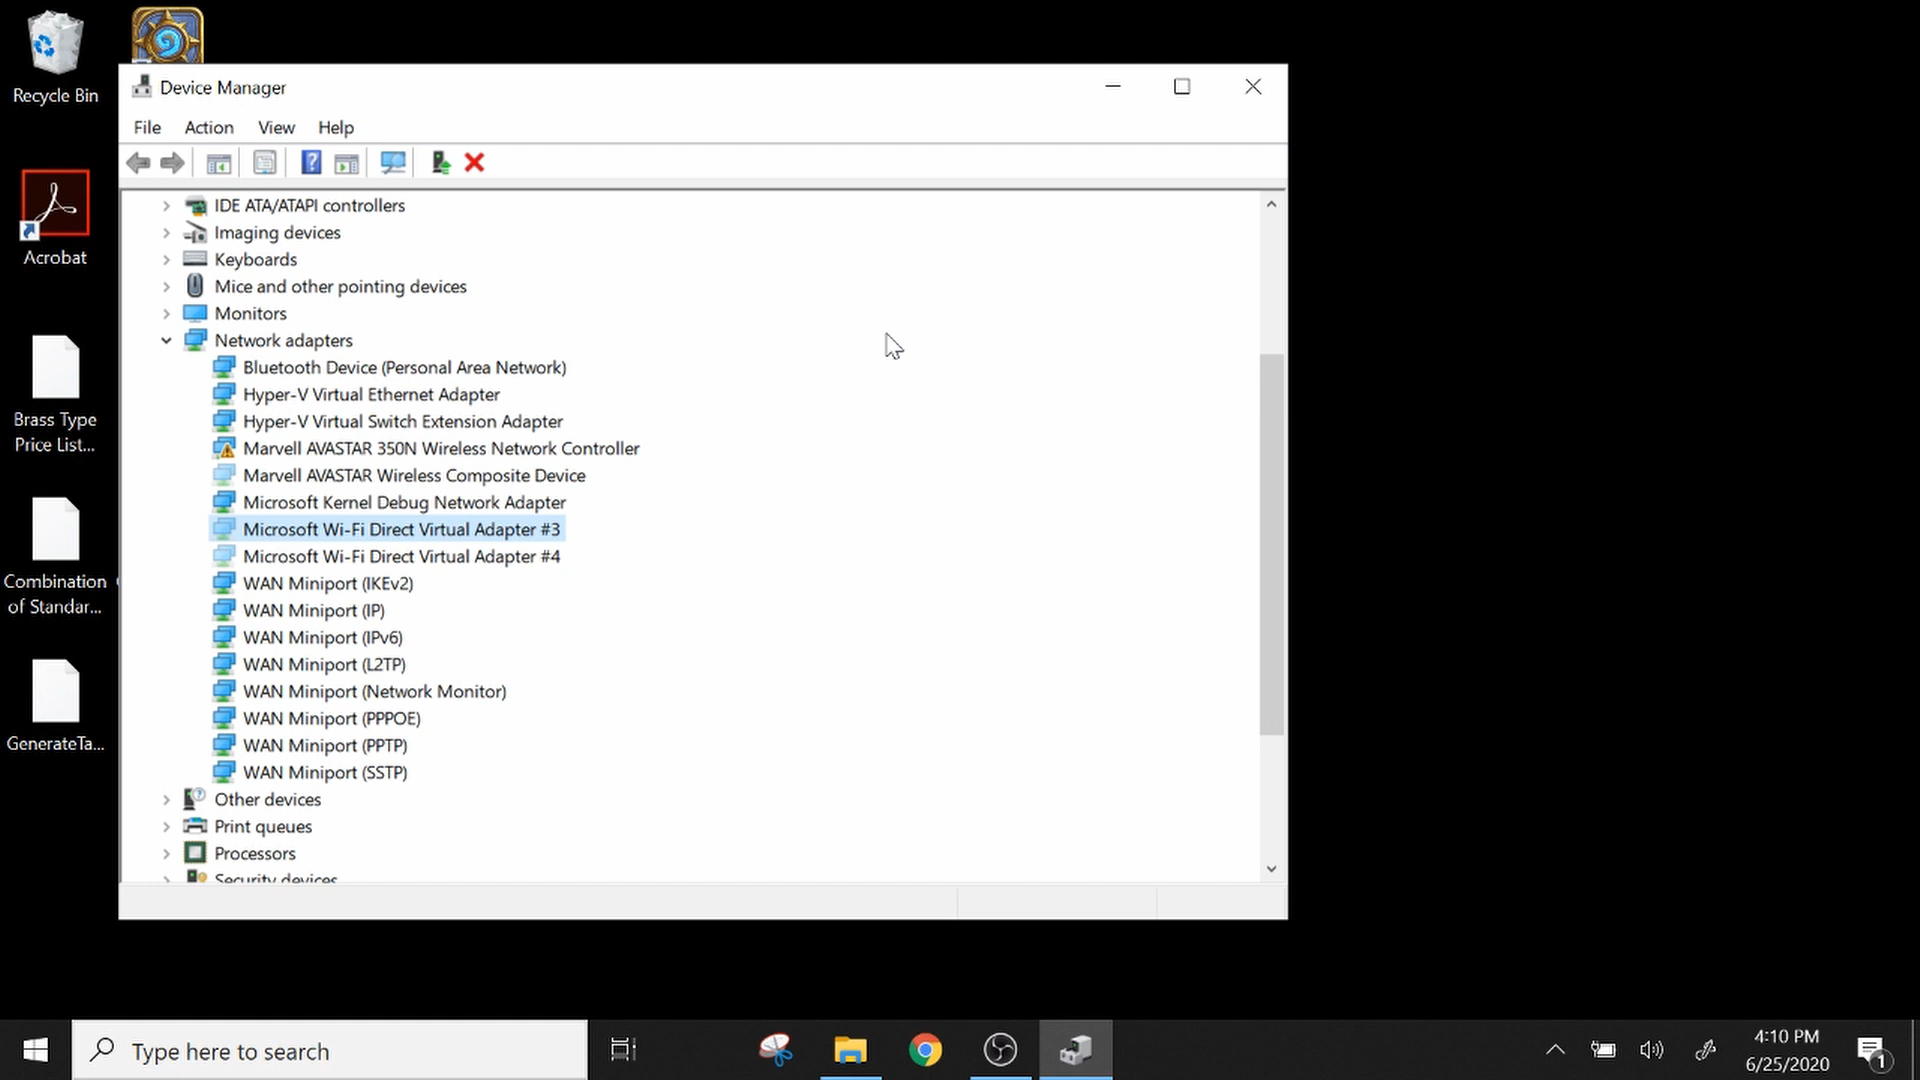 Recycle Bin
Acrobat
Brass Type
Price List...
Combination
of Standar...
GenerateTa...
Device Manager
File Action View Help
IDE ATA/ATAPI controllers
Imaging devices
Keyboards
Mice and other pointing devices
Monitors
Network adapters
Bluetooth Device (Personal Area Network)
Hyper-V Virtual Ethernet Adapter
Hyper-V Virtual Switch Extension Adapter
Marvell AVASTAR 350N Wireless Network Controller
Marvell AVASTAR Wireless Composite Device
Microsoft Kernel Debug Network Adapter
Microsoft Wi-Fi Direct Virtual Adapter #3
Microsoft Wi-Fi Direct Virtual Adapter #4
WAN Miniport (IKEv2)
WAN Miniport (IP)
WAN Miniport (IPv6)
WAN Miniport (L2TP)
WAN Miniport (Network Monitor)
WAN Miniport (PPPOE)
WAN Miniport (PPTP)
WAN Miniport (SSTP)
Other devices
Print queues
Processors
Security devices
Type here to search
4:10 PM
6/25/2020
1